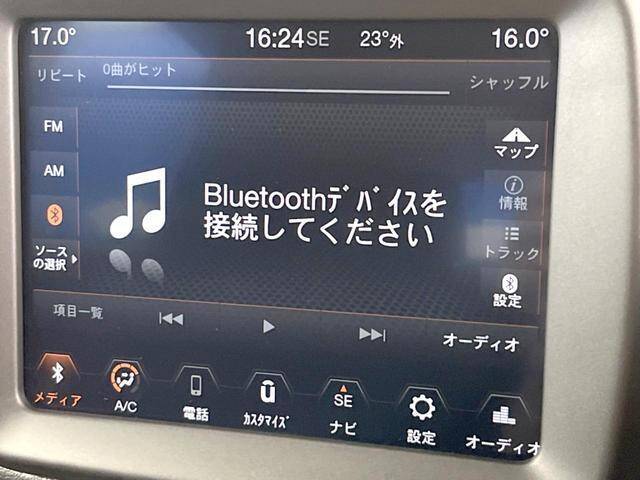 17.0°
16:24 SE
23°外
16.0°
リピート
0曲がヒット
シャッフル
FM
AM
ソース
の選択
Bluetoothﾃﾞﾊﾞｲｽを
接続してください
マップ
情報
トラック
設定
項目一覧
オーディオ
メディア
A/C
電話
ū
ｶｽﾀﾏｲｽﾞ
SE
ナビ
設定
オーディオ